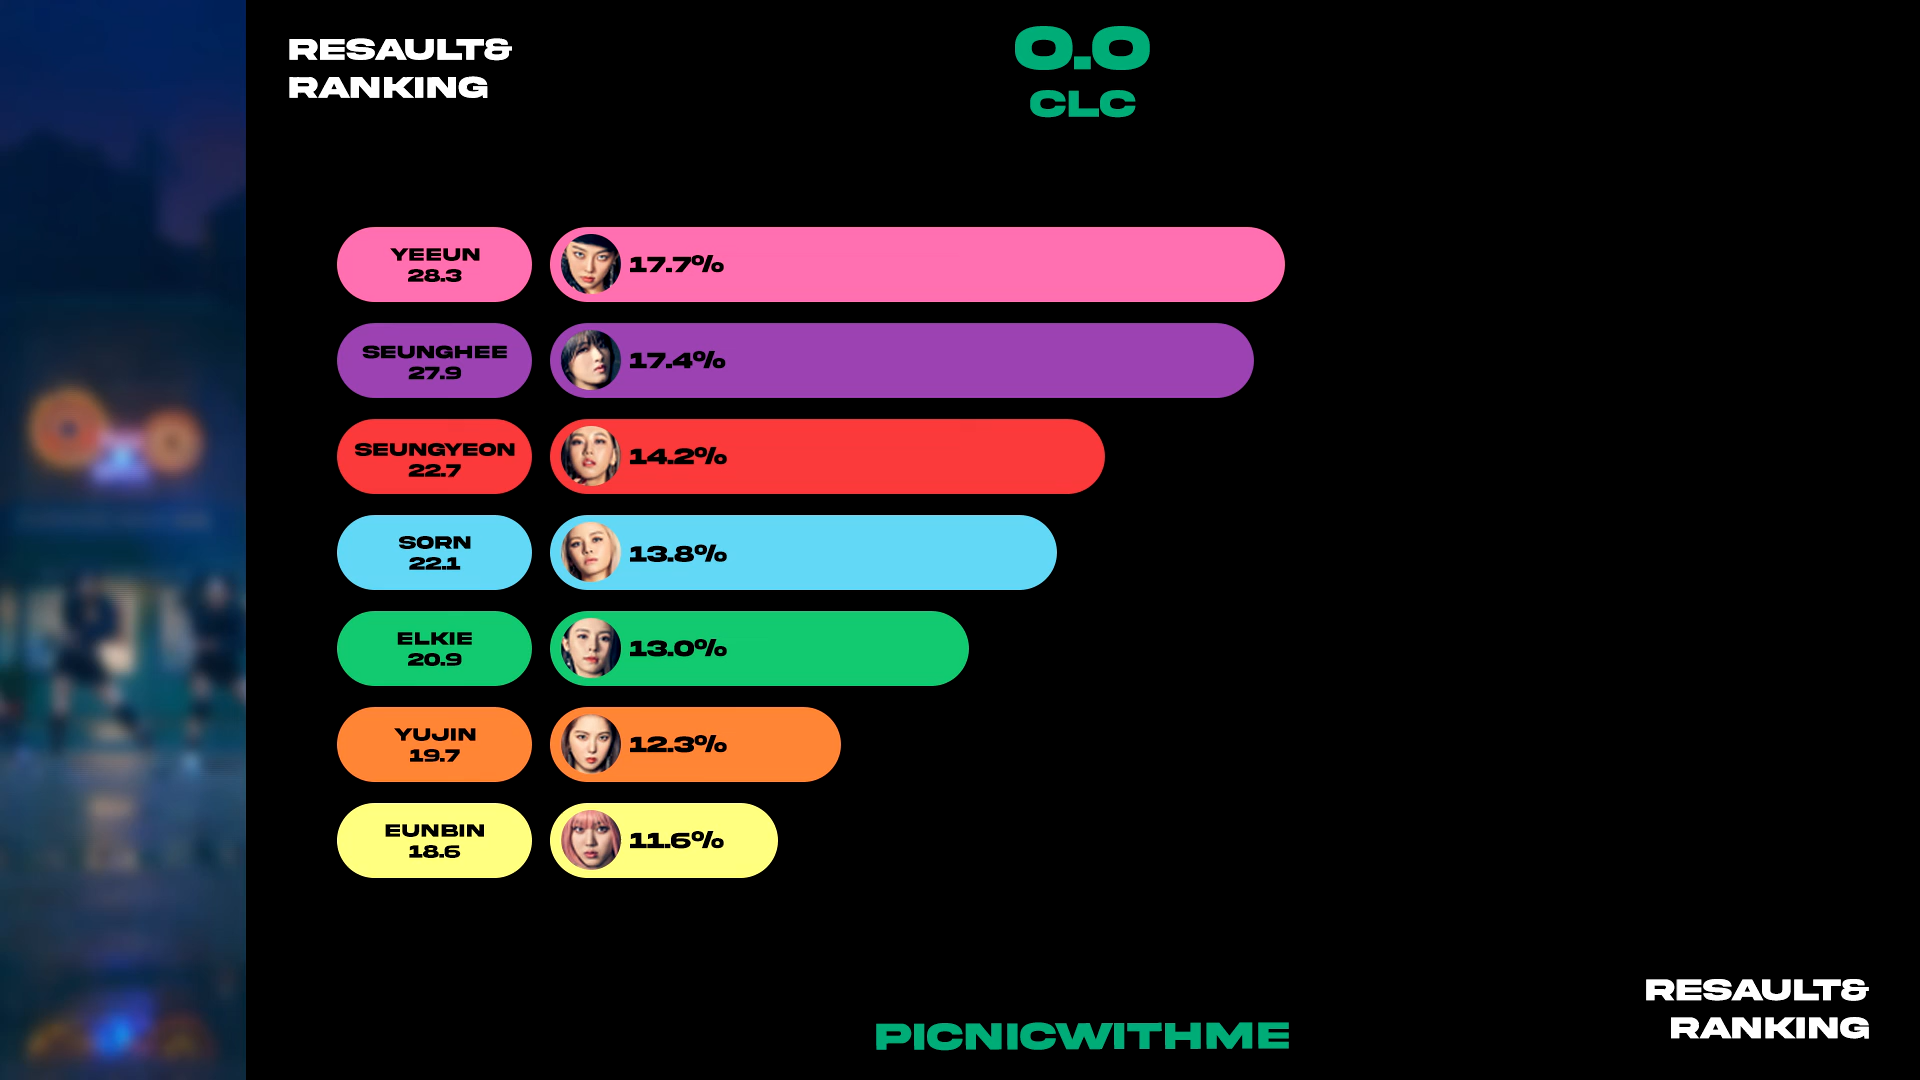 RESAULT&
RANKING
0.0
CLC
YEEUN
28.3
17.7%
SEUNGHEE
27.9
17.4%
SEUNGYEON
22.7
14.2%
SORN
22.1
13.8%
ELKIE
20.9
13.0%
YUJIN
19.7
12.3%
EUNBIN
18.6
11.6%
RESAULT&
RANKING
PICNICWITHME